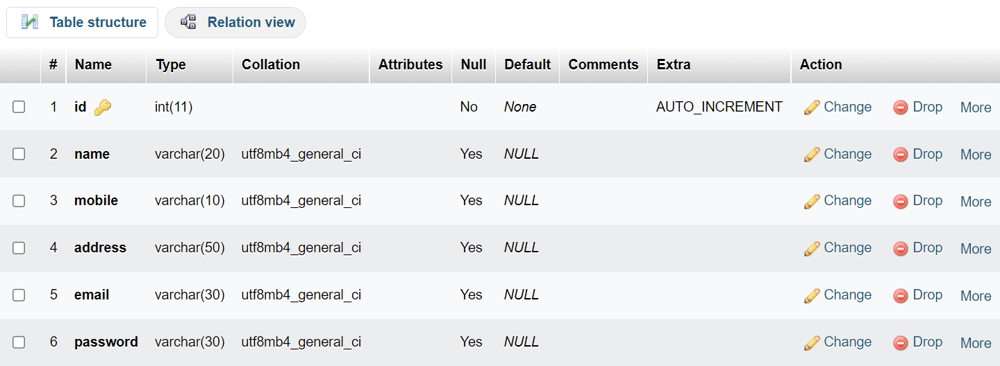 Table structure Relation view
# Name Type Collation Attributes Null Default Comments Extra Action
1 id int(11) No None AUTO_INCREMENT Change Drop More
2 name varchar(20) utf8mb4_general_ci Yes NULL Change Drop More
3 mobile varchar(10) utf8mb4_general_ci Yes NULL Change Drop More
4 address varchar(50) utf8mb4_general_ci Yes NULL Change Drop More
5 email varchar(30) utf8mb4_general_ci Yes NULL Change Drop More
6 password varchar(30) utf8mb4_general_ci Yes NULL Change Drop More